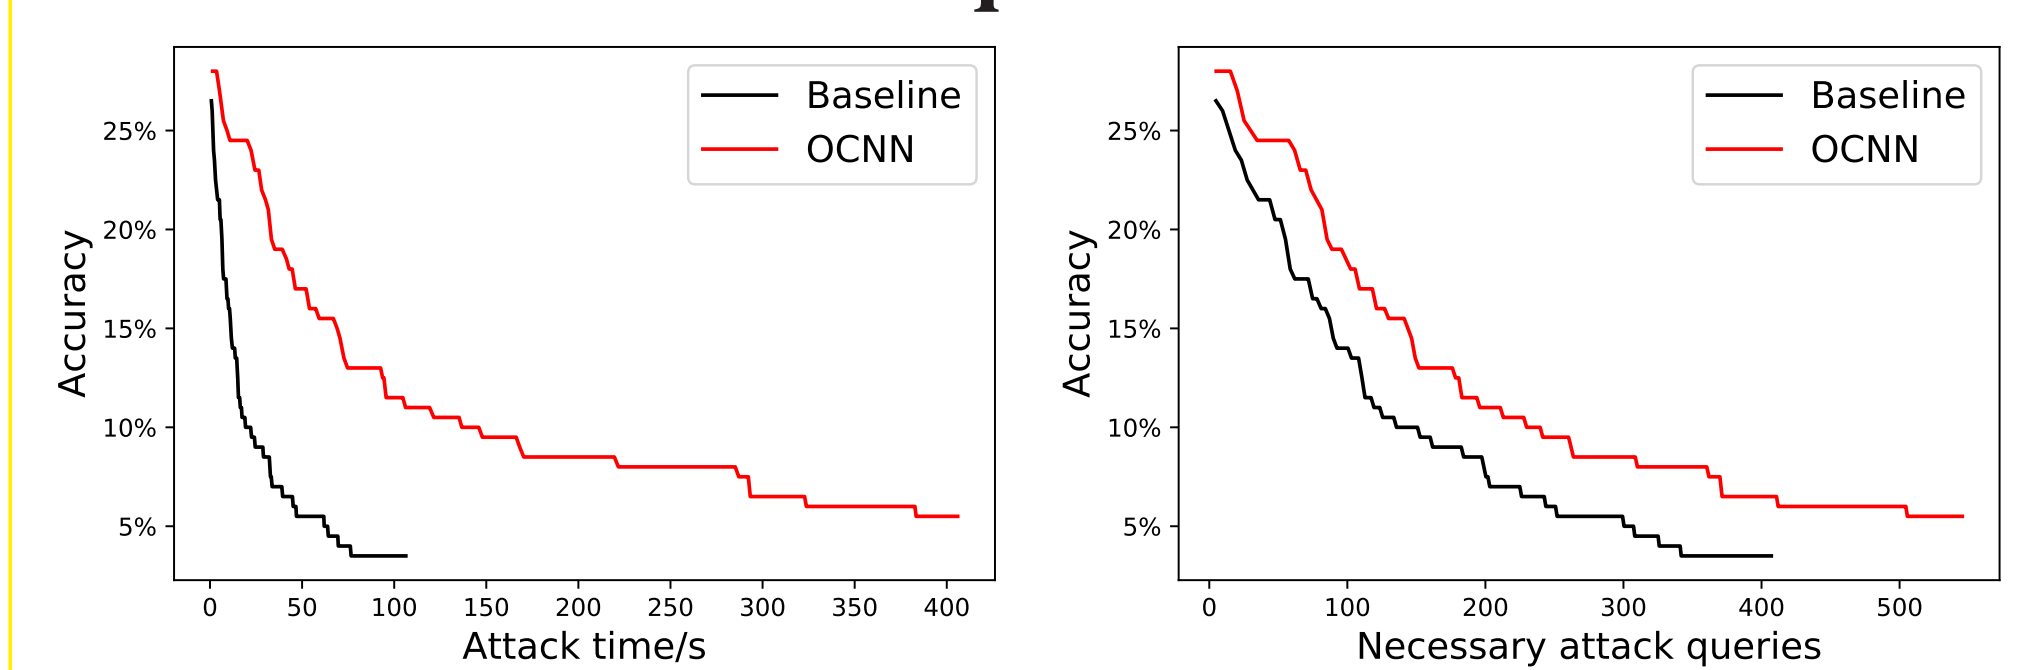 Baseline
OCNN
25%
20%
15%
10%
5%
Accuracy
0 50 100 150 200 250 300 350 400
Attack time/s
Baseline
OCNN
25%
20%
15%
10%
5%
Accuracy
0 100 200 300 400 500
Necessary attack queries